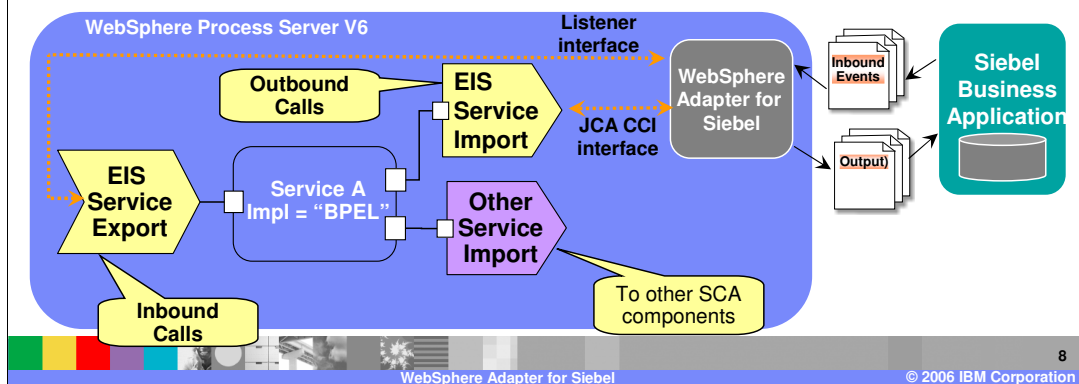 WebSphere Process Server V6
Listener
interface
Outbound
Calls
EIS
Service
Import
JCA CCI
interface
WebSphere
Adapter for
Siebel
Inbound
Events
Output)
Siebel
Business
Application
EIS
Service
Export
Service A
Impl = “BPEL”
Other
Service
Import
Inbound
Calls
To other SCA
components
8
WebSphere Adapter for Siebel
© 2006 IBM Corporation